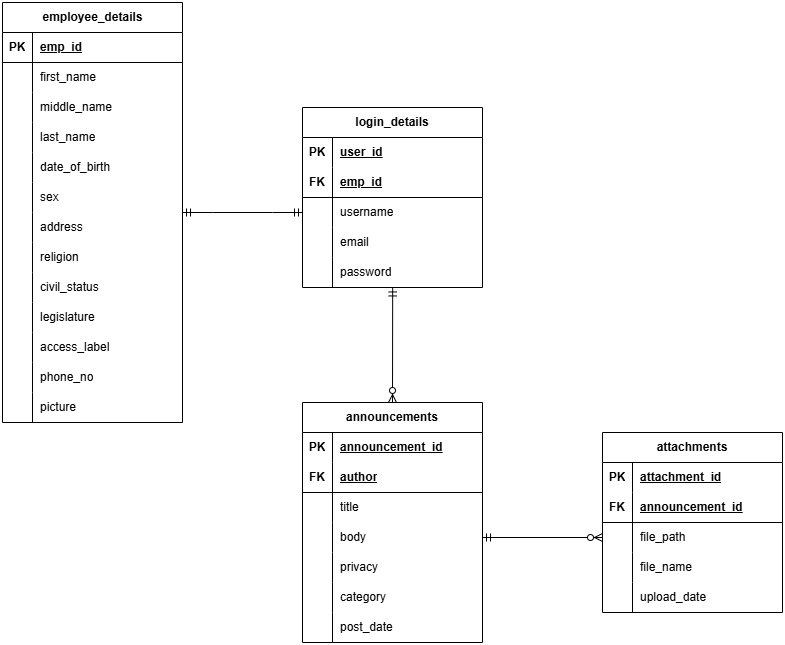 employee_details
PK emp_id
first_name
middle_name
last_name
date_of_birth
sex
address
religion
civil_status
legislature
access_label
phone_no
picture
login_details
PK user_id
FK emp_id
username
email
password
announcements
PK announcement_id
FK author
title
body
privacy
category
post_date
attachments
PK attachment_id
FK announcement_id
file_path
file_name
upload_date